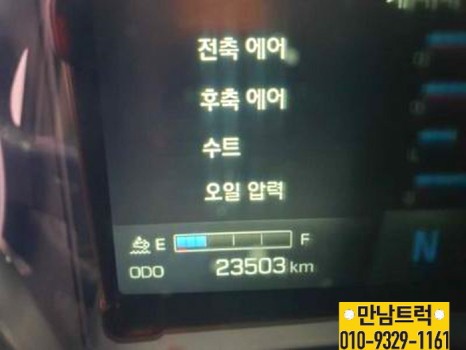 전축 에어
후축 에어
수트
오일 압력
E F
N
ODO 23503 km
만남트럭
010-9329-1161